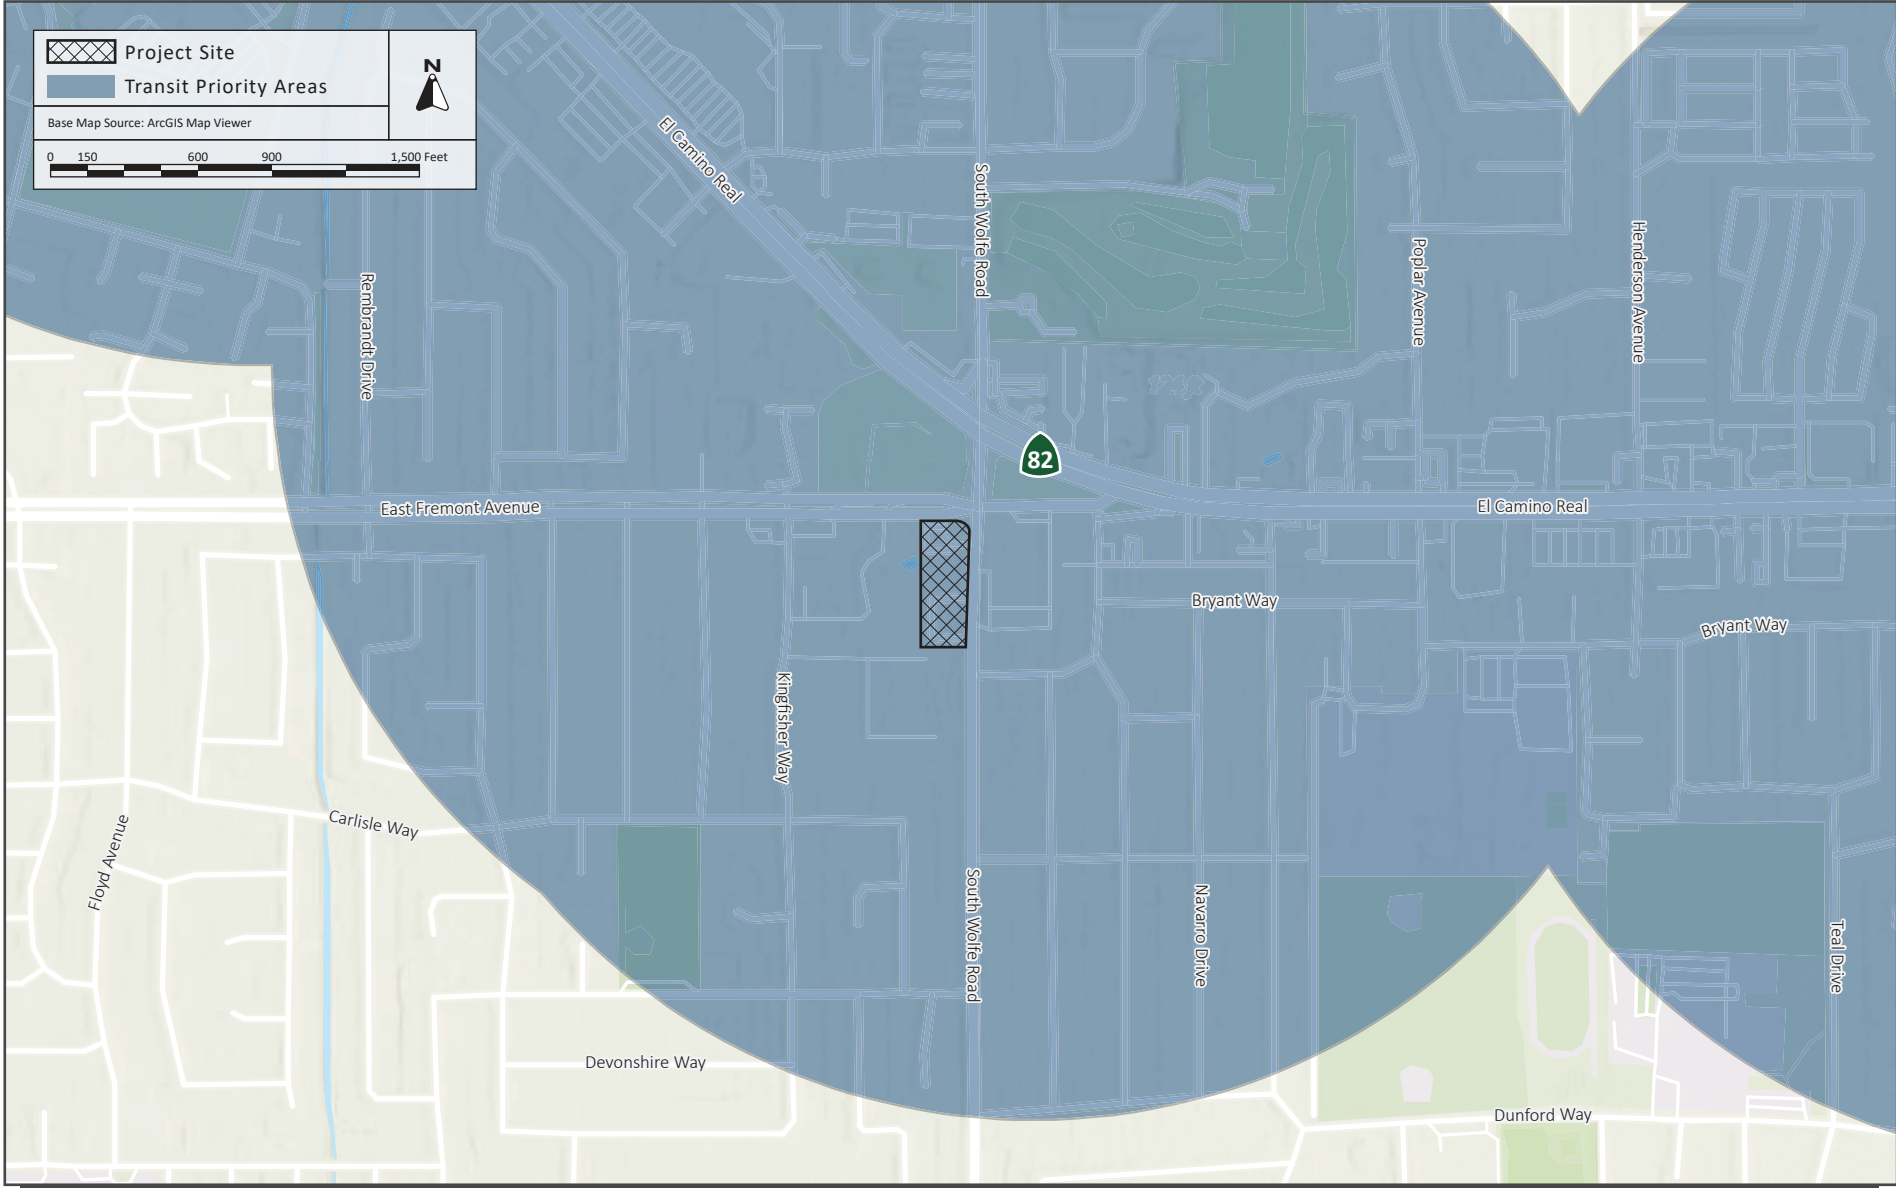 Project Site
N
Transit Priority Areas
Base Map Source: ArcGIS Map Viewer
0 150 600 900 1,500 Feet
El Camino Real
South Wolfe Road
Rembrandt Drive
Poplar Avenue
Henderson Avenue
82
East Fremont Avenue
El Camino Real
Bryant Way
Bryant Way
Kingfisher Way
Carlisle Way
Floyd Avenue
South Wolfe Road
Navarro Drive
Teal Drive
Devonshire Way
Dunford Way